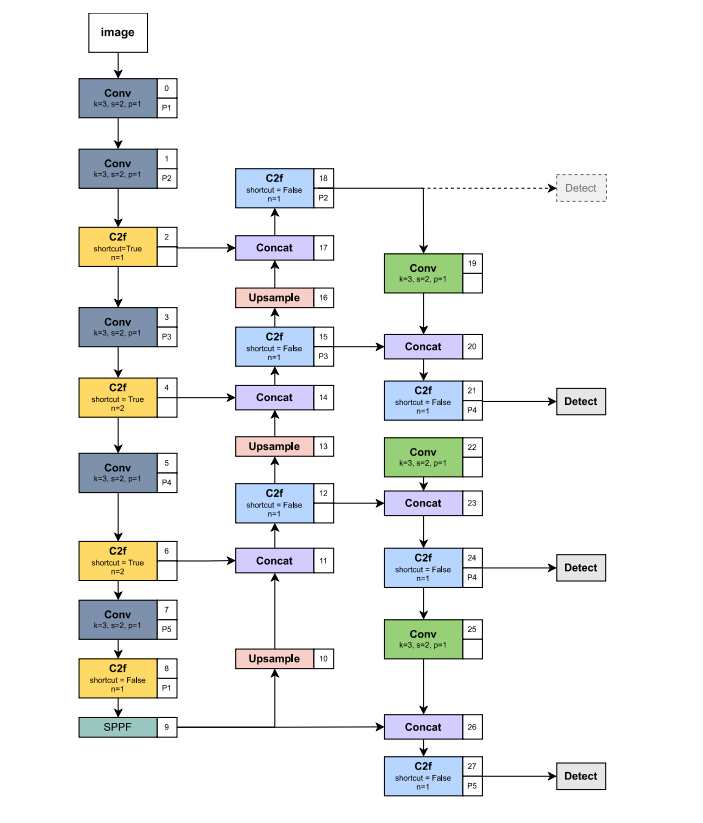 image
Conv
k=3, s=2, p=1
0
P1
Conv
k=3, s=2, p=1
1
P2
C2f
shortcut=True
n=1
2
Conv
k=3, s=2, p=1
3
P3
C2f
shortcut = True
n=2
4
Conv
k=3, s=2, p=1
5
P4
C2f
shortcut = True
n=2
6
Conv
k=3, s=2, p=1
7
P5
C2f
shortcut = False
n=1
8
P1
SPPF
9
C2f
shortcut = False
n=1
18
P2
Concat
17
Upsample
16
C2f
shortcut = False
n=1
15
P3
Concat
14
Upsample
13
C2f
shortcut = False
n=1
12
Concat
11
Upsample
10
Detect
Conv
k=3, s=2, p=1
19
Concat
20
C2f
shortcut = False
n=1
21
P4
Detect
Conv
k=3, s=2, p=1
22
Concat
23
C2f
shortcut = False
n=1
24
P4
Detect
Conv
k=3, s=2, p=1
25
Concat
26
C2f
shortcut = False
n=1
27
P5
Detect